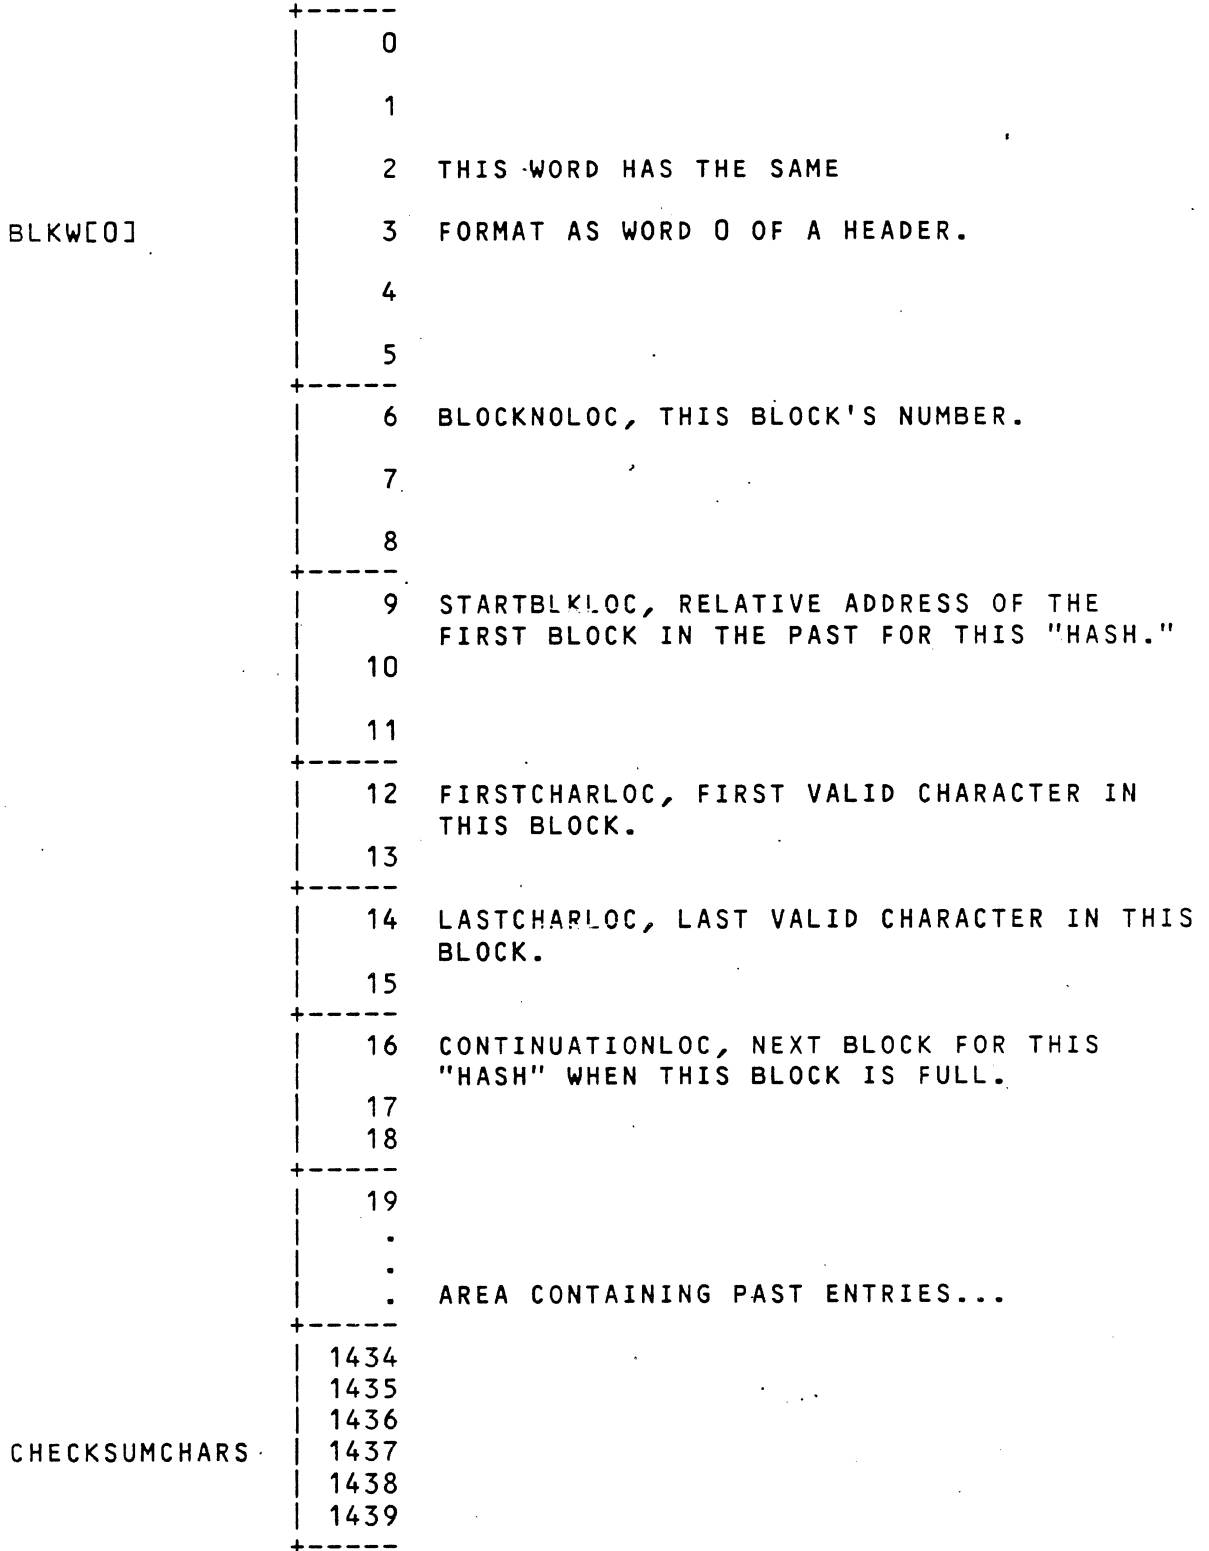 +-----
| 0
|
| 1
|
| 2 THIS WORD HAS THE SAME
|
BLKW[0] | 3 FORMAT AS WORD 0 OF A HEADER.
|
| 4
|
| 5
+-----
| 6 BLOCKNOLOC, THIS BLOCK'S NUMBER.
|
| 7
|
| 8
+-----
| 9 STARTBLKLOC, RELATIVE ADDRESS OF THE
| FIRST BLOCK IN THE PAST FOR THIS "HASH."
| 10
|
| 11
+-----
| 12 FIRSTCHARLOC, FIRST VALID CHARACTER IN
| THIS BLOCK.
| 13
+-----
| 14 LASTCHARLOC, LAST VALID CHARACTER IN THIS
| BLOCK.
| 15
+-----
| 16 CONTINUATIONLOC, NEXT BLOCK FOR THIS
| "HASH" WHEN THIS BLOCK IS FULL.
| 17
| 18
+-----
| 19
| .
| .
| . AREA CONTAINING PAST ENTRIES...
+-----
| 1434
| 1435
| 1436
CHECKSUMCHARS | 1437
| 1438
| 1439
+-----